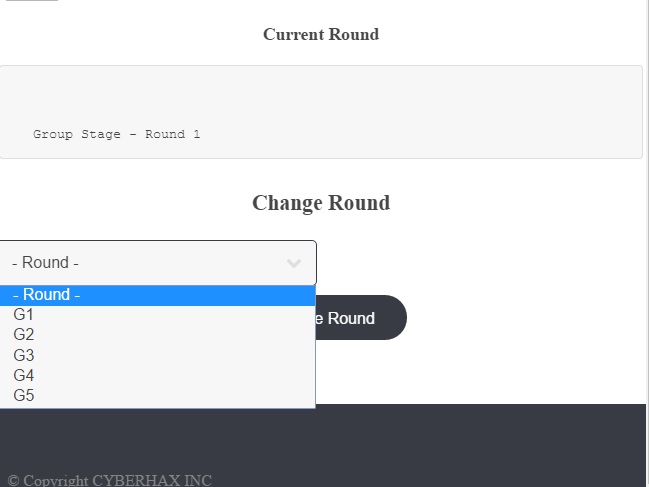 Current Round
Group Stage - Round 1
Change Round
- Round -
- Round -
G1
G2
G3
G4
G5
e Round
© Copyright CYBERHAX INC